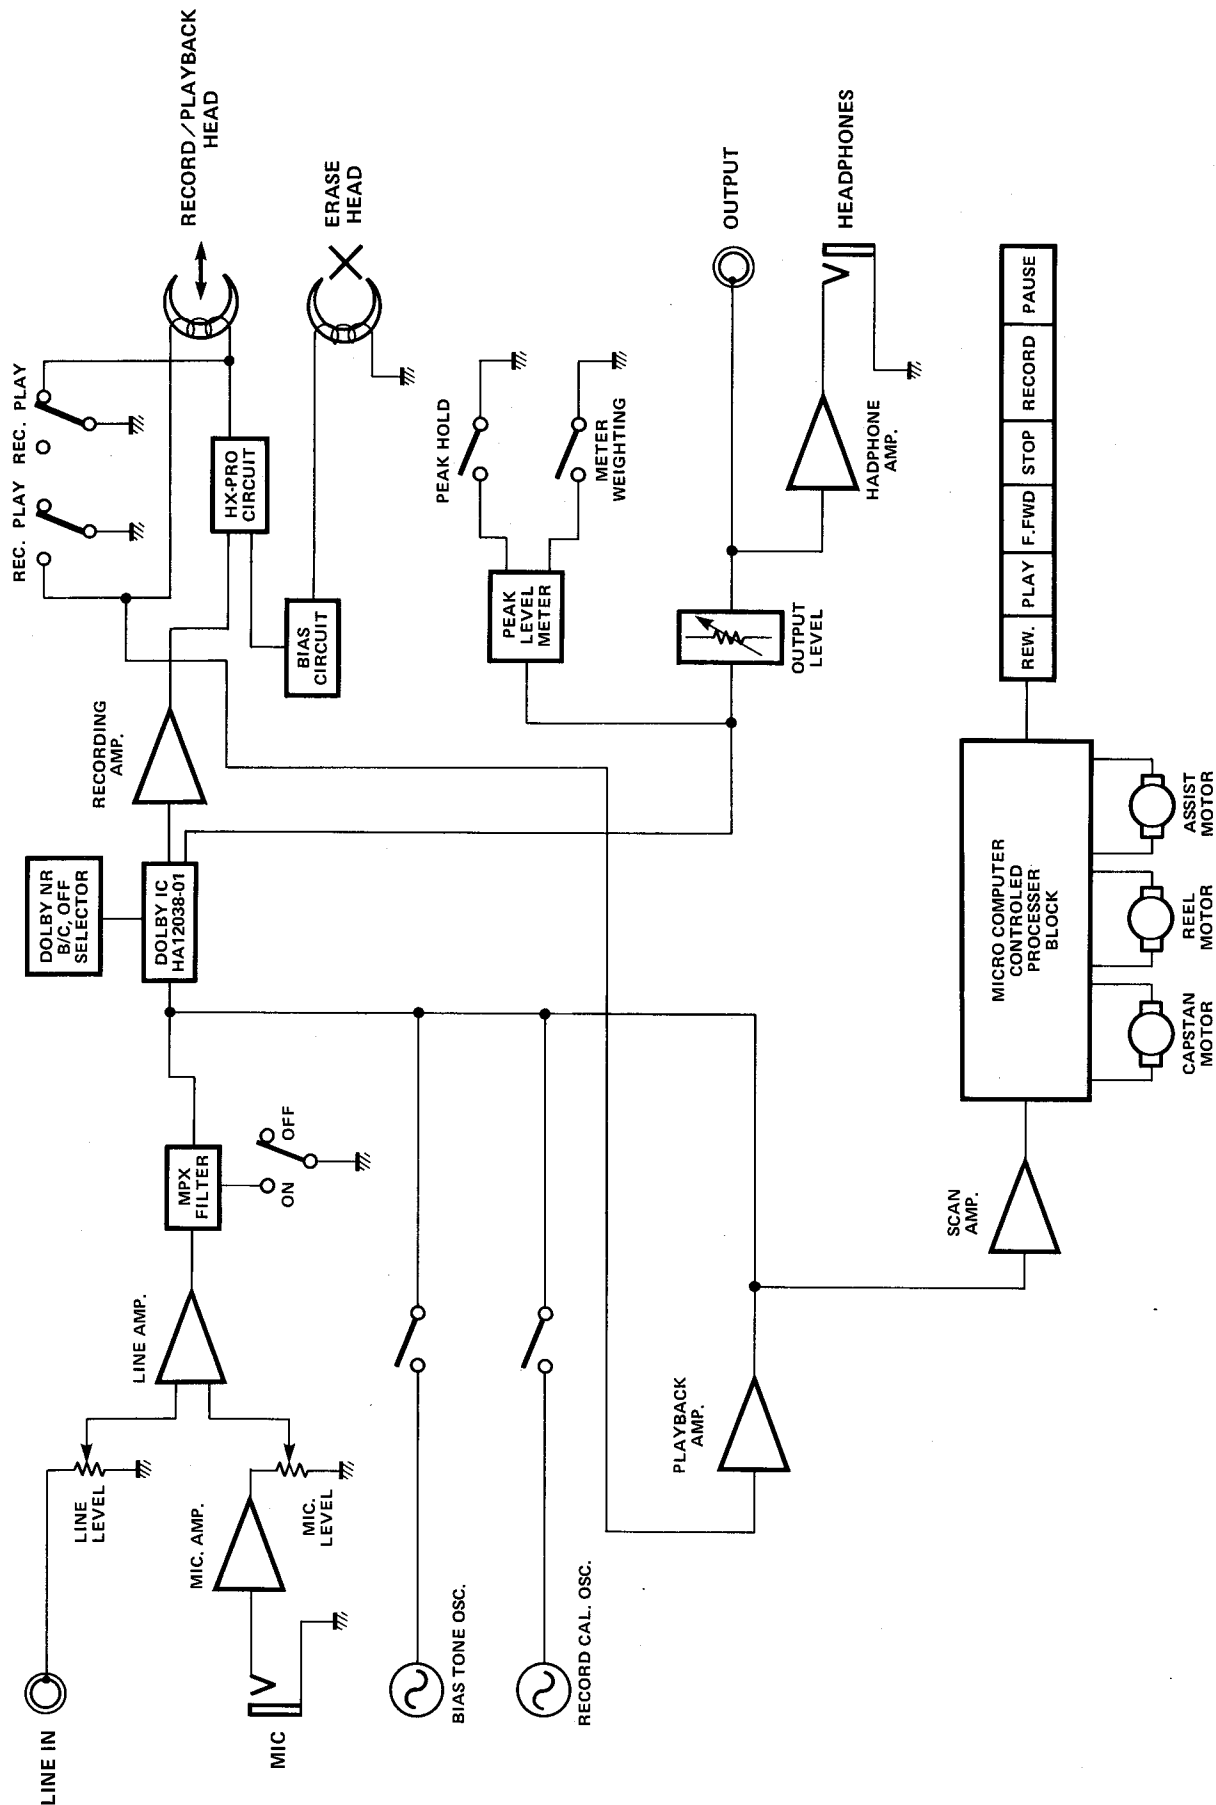 LINE IN
LINE
LEVEL
MIC
MIC. AMP.
MIC.
LEVEL
LINE AMP.
MPX
FILTER
ON
OFF
DOLBY NR
B/C, OFF
SELECTOR
DOLBY IC
HA12038-01
RECORDING
AMP.
REC. PLAY
REC. PLAY
HX-PRO
CIRCUIT
RECORD/PLAYBACK
HEAD
BIAS
CIRCUIT
ERASE
HEAD
BIAS TONE OSC.
RECORD CAL. OSC.
PEAK
LEVEL
METER
PEAK HOLD
METER
WEIGHTING
PLAYBACK
AMP.
OUTPUT
LEVEL
OUTPUT
HADPHONE
AMP.
HEADPHONES
SCAN
AMP.
MICRO COMPUTER
CONTROLED
PROCESSER
BLOCK
REW.
PLAY
F.FWD
STOP
RECORD
PAUSE
CAPSTAN
MOTOR
REEL
MOTOR
ASSIST
MOTOR